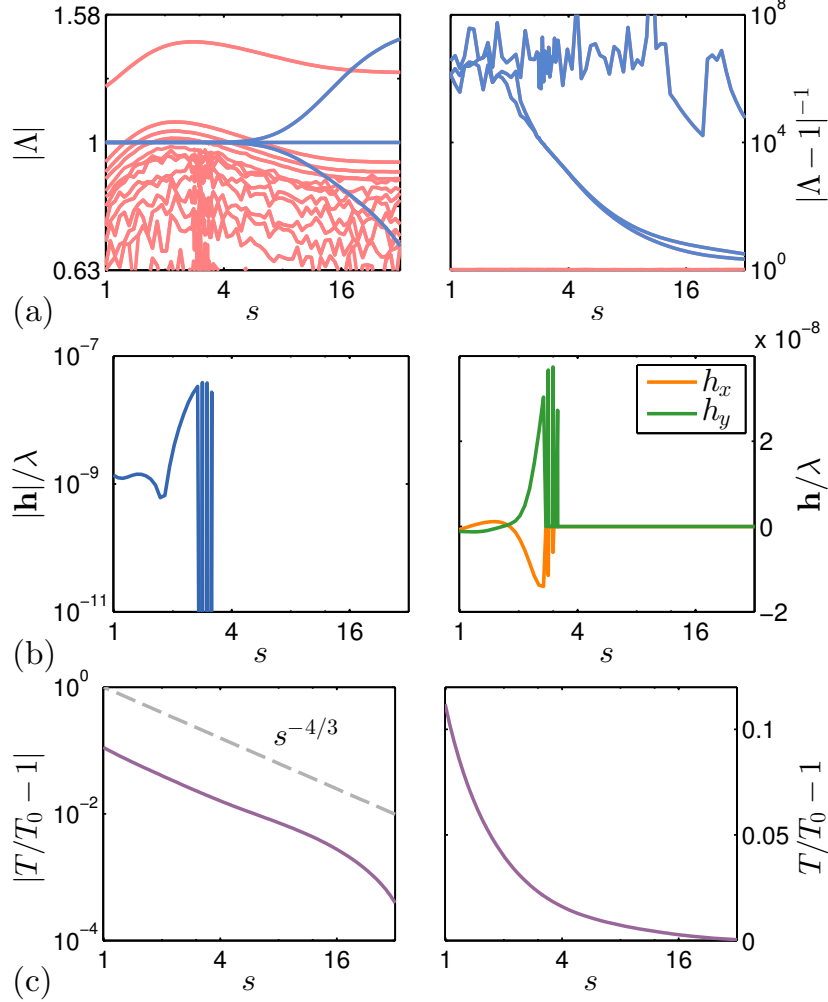 1.58
1
0.63
|Λ|
1 4 16
s
10^8
10^4
10^0
|Λ − 1|^{−1}
1 4 16
s
(a)
10^{−7}
10^{−9}
10^{−11}
|h|/λ
1 4 16
s
x 10^{−8}
h_x
h_y
2
0
−2
h/λ
1 4 16
s
(b)
10^0
10^{−2}
10^{−4}
|T/T_0 − 1|
s^{−4/3}
1 4 16
s
0.1
0.05
0
T/T_0 − 1
1 4 16
s
(c)